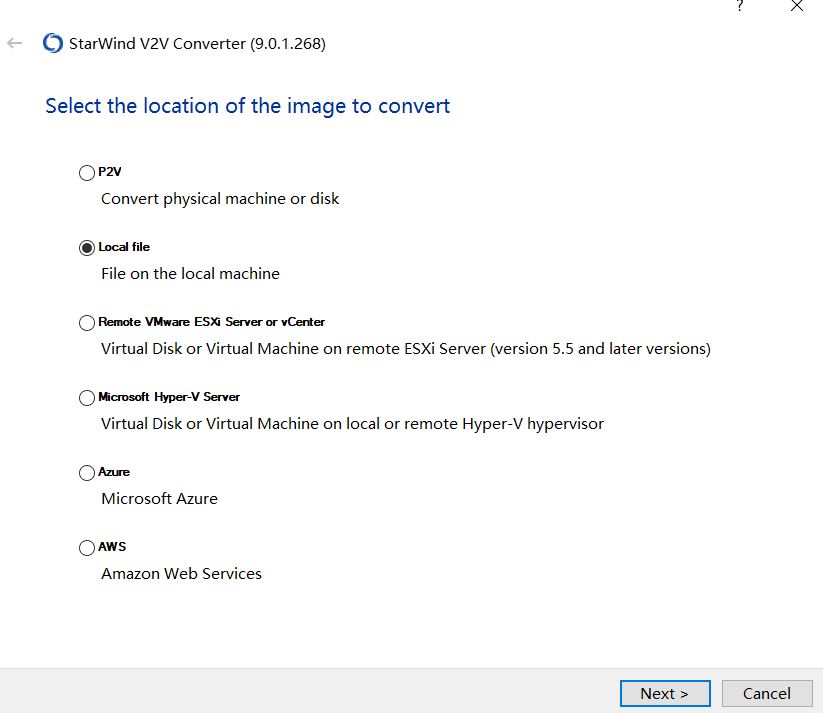 ?
StarWind V2V Converter (9.0.1.268)
Select the location of the image to convert
P2V
Convert physical machine or disk
Local file
File on the local machine
Remote VMware ESXi Server or vCenter
Virtual Disk or Virtual Machine on remote ESXi Server (version 5.5 and later versions)
Microsoft Hyper-V Server
Virtual Disk or Virtual Machine on local or remote Hyper-V hypervisor
Azure
Microsoft Azure
AWS
Amazon Web Services
Next > Cancel